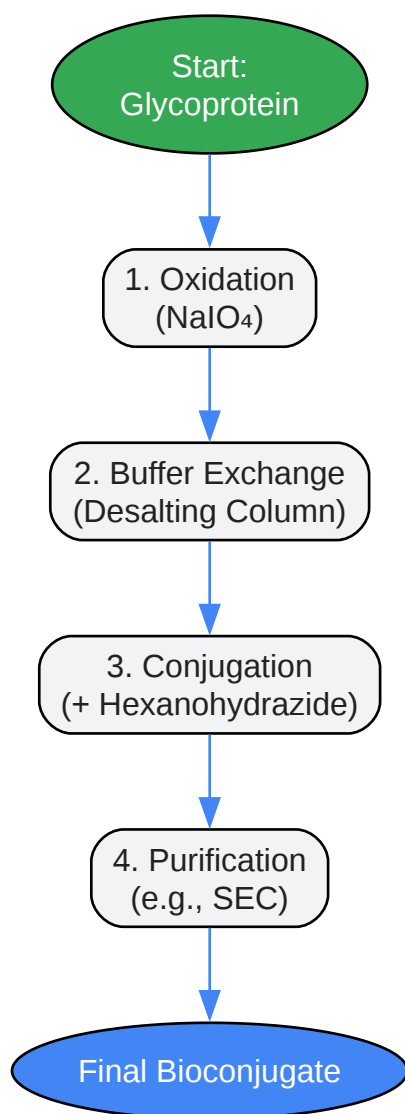 Start:
Glycoprotein
1. Oxidation
(NaIO₄)
2. Buffer Exchange
(Desalting Column)
3. Conjugation
(+ Hexanohydrazide)
4. Purification
(e.g., SEC)
Final Bioconjugate